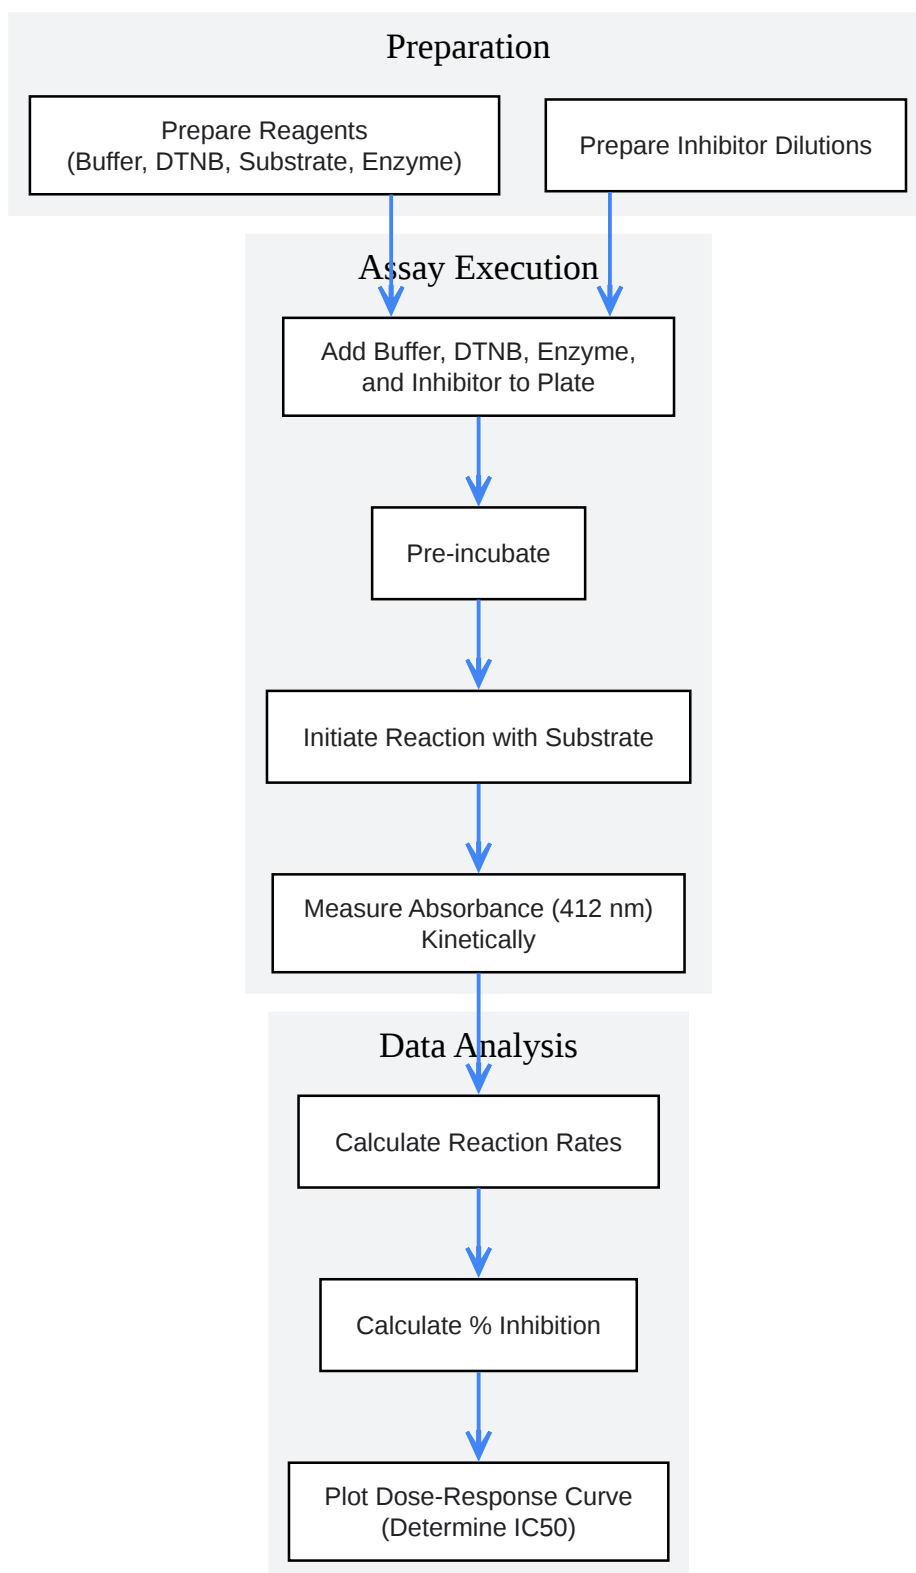 Preparation
Prepare Reagents
(Buffer, DTNB, Substrate, Enzyme)
Prepare Inhibitor Dilutions
Assay Execution
Add Buffer, DTNB, Enzyme,
and Inhibitor to Plate
Pre-incubate
Initiate Reaction with Substrate
Measure Absorbance (412 nm)
Kinetically
Data Analysis
Calculate Reaction Rates
Calculate % Inhibition
Plot Dose-Response Curve
(Determine IC50)